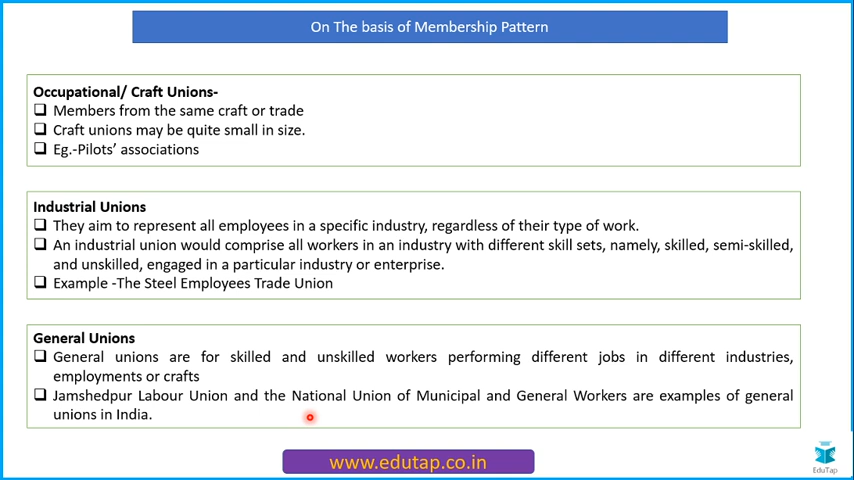 On The basis of Membership Pattern
Occupational/ Craft Unions-
❑ Members from the same craft or trade
❑ Craft unions may be quite small in size.
❑ Eg.-Pilots’ associations
Industrial Unions
❑ They aim to represent all employees in a specific industry, regardless of their type of work.
❑ An industrial union would comprise all workers in an industry with different skill sets, namely, skilled, semi-skilled,
and unskilled, engaged in a particular industry or enterprise.
❑ Example -The Steel Employees Trade Union
General Unions
❑ General unions are for skilled and unskilled workers performing different jobs in different industries,
employments or crafts
❑ Jamshedpur Labour Union and the National Union of Municipal and General Workers are examples of general
unions in India.
www.edutap.co.in
EduTap